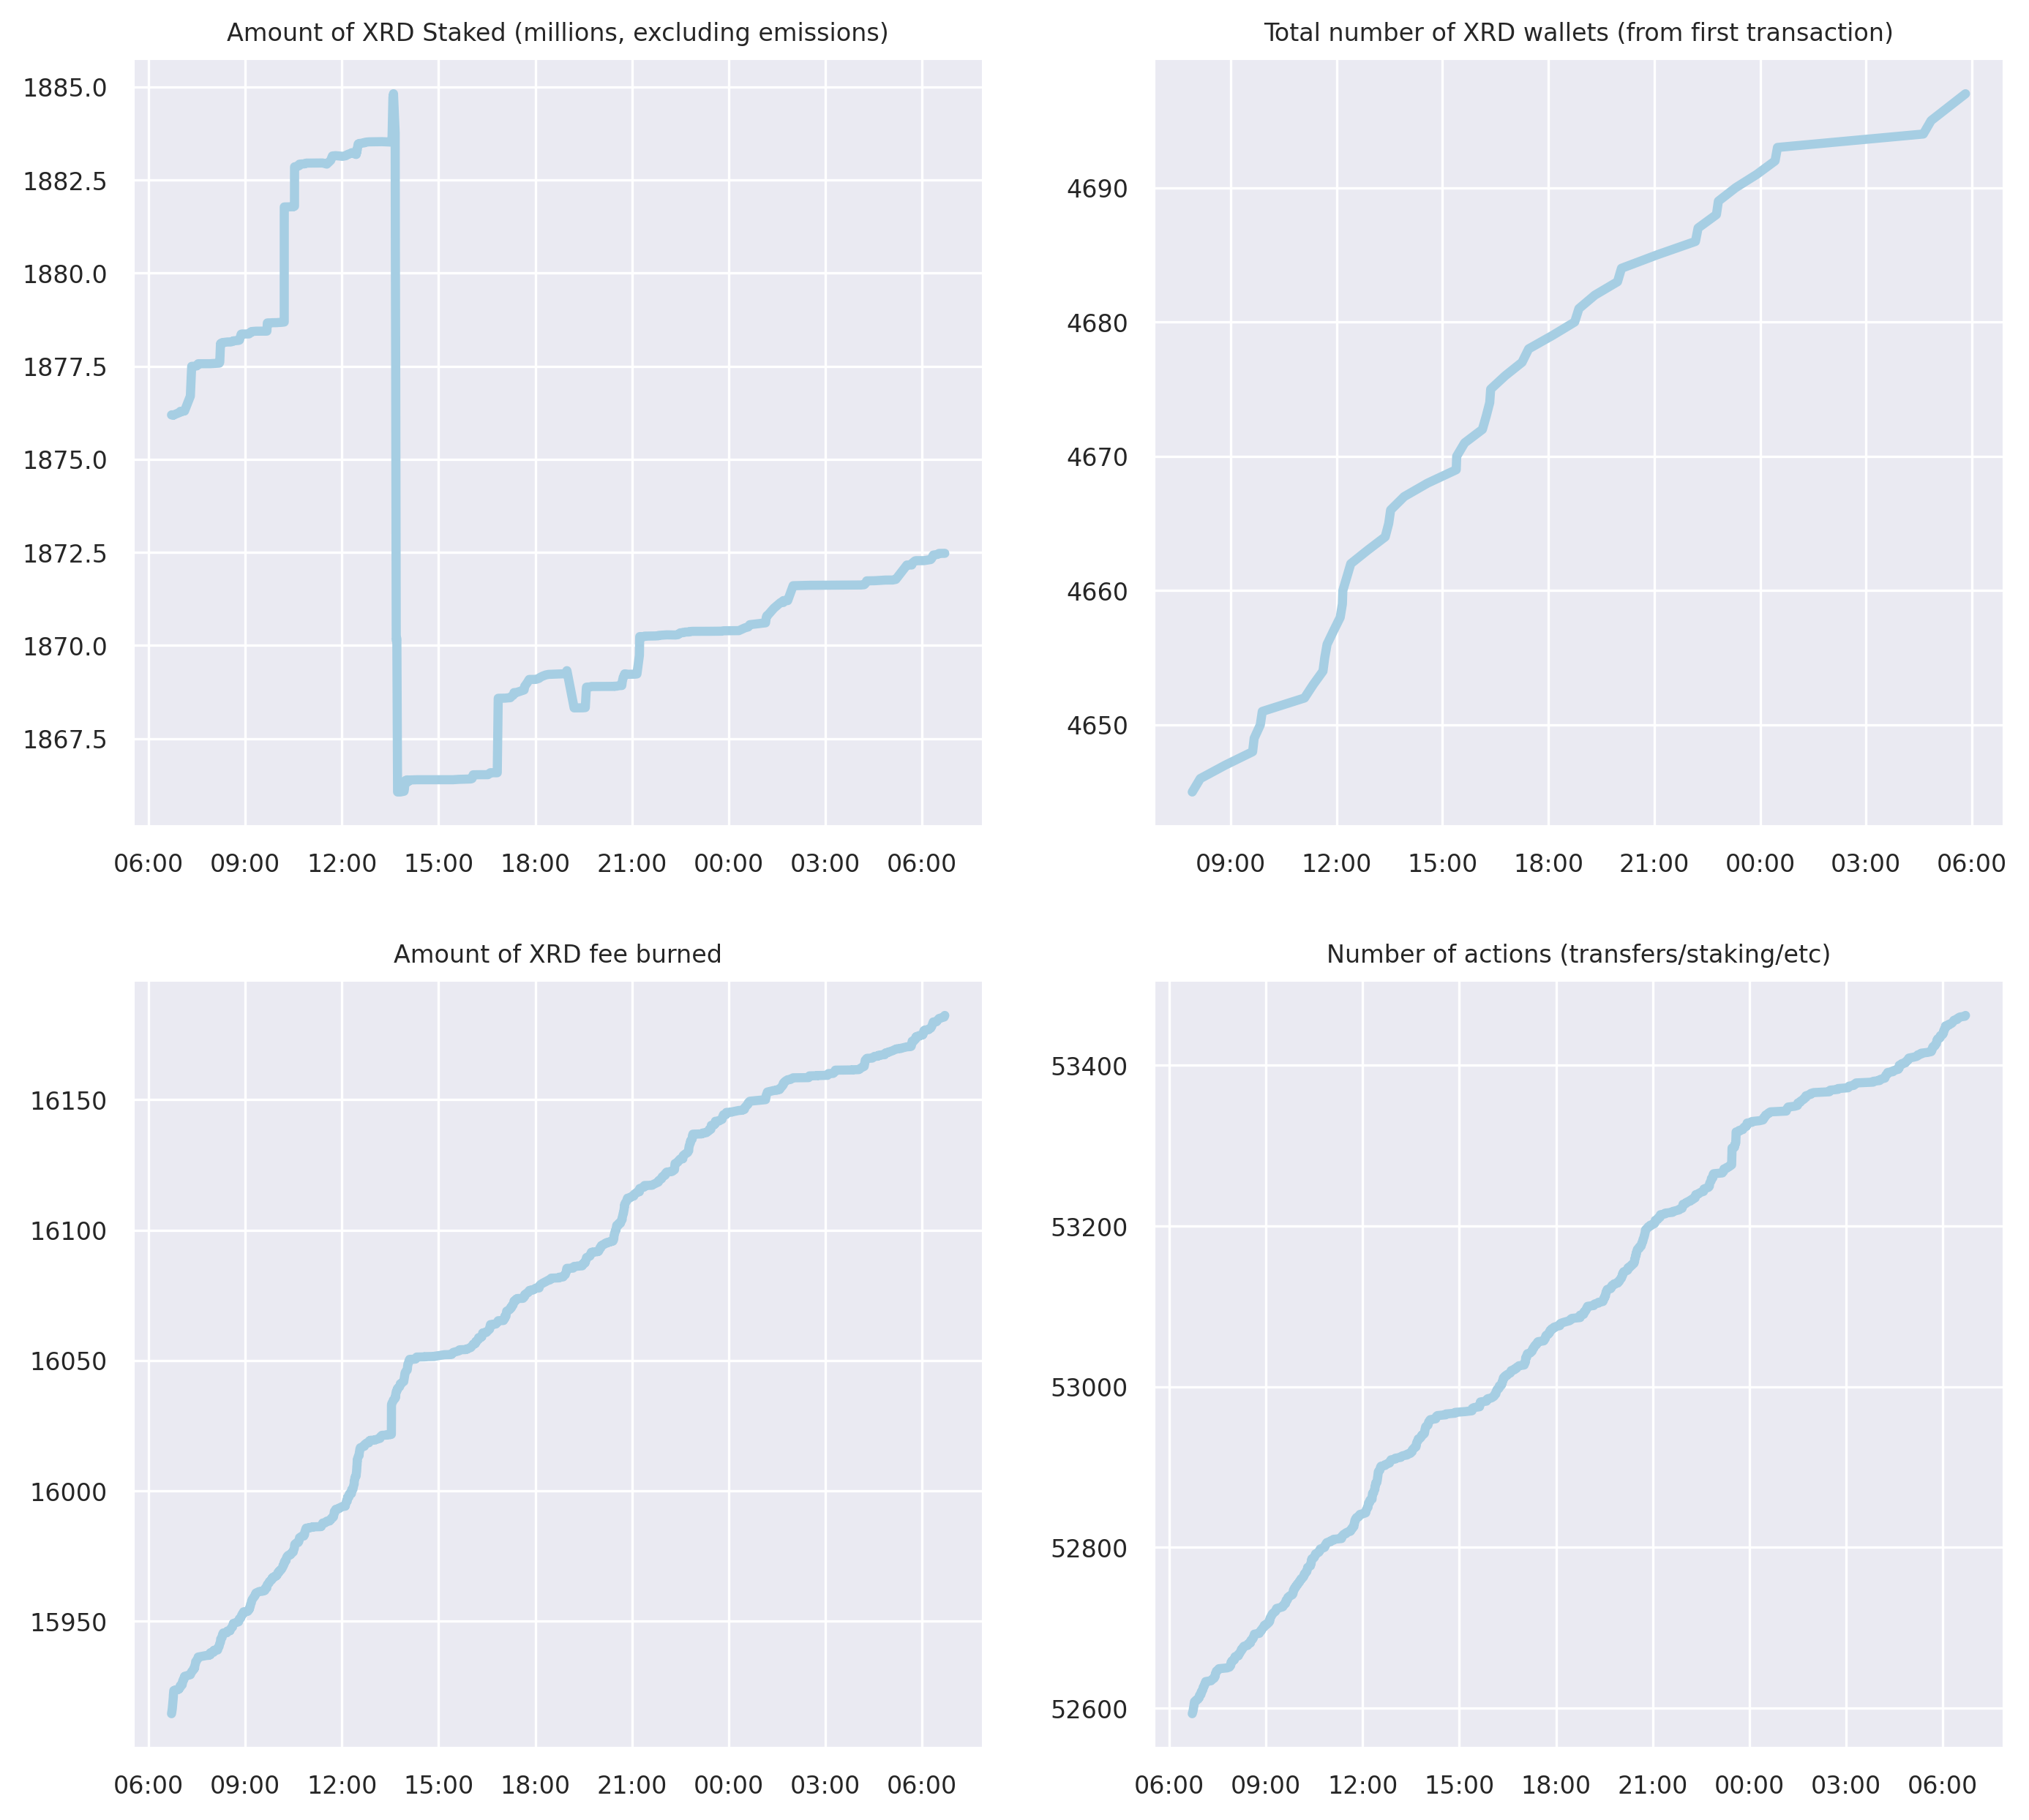 Amount of XRD Staked (millions, excluding emissions)
1885.0
1882.5
1880.0
1877.5
1875.0
1872.5
1870.0
1867.5
06:00 09:00 12:00 15:00 18:00 21:00 00:00 03:00 06:00
Total number of XRD wallets (from first transaction)
4690
4680
4670
4660
4650
09:00 12:00 15:00 18:00 21:00 00:00 03:00 06:00
Amount of XRD fee burned
16150
16100
16050
16000
15950
06:00 09:00 12:00 15:00 18:00 21:00 00:00 03:00 06:00
Number of actions (transfers/staking/etc)
53400
53200
53000
52800
52600
06:00 09:00 12:00 15:00 18:00 21:00 00:00 03:00 06:00